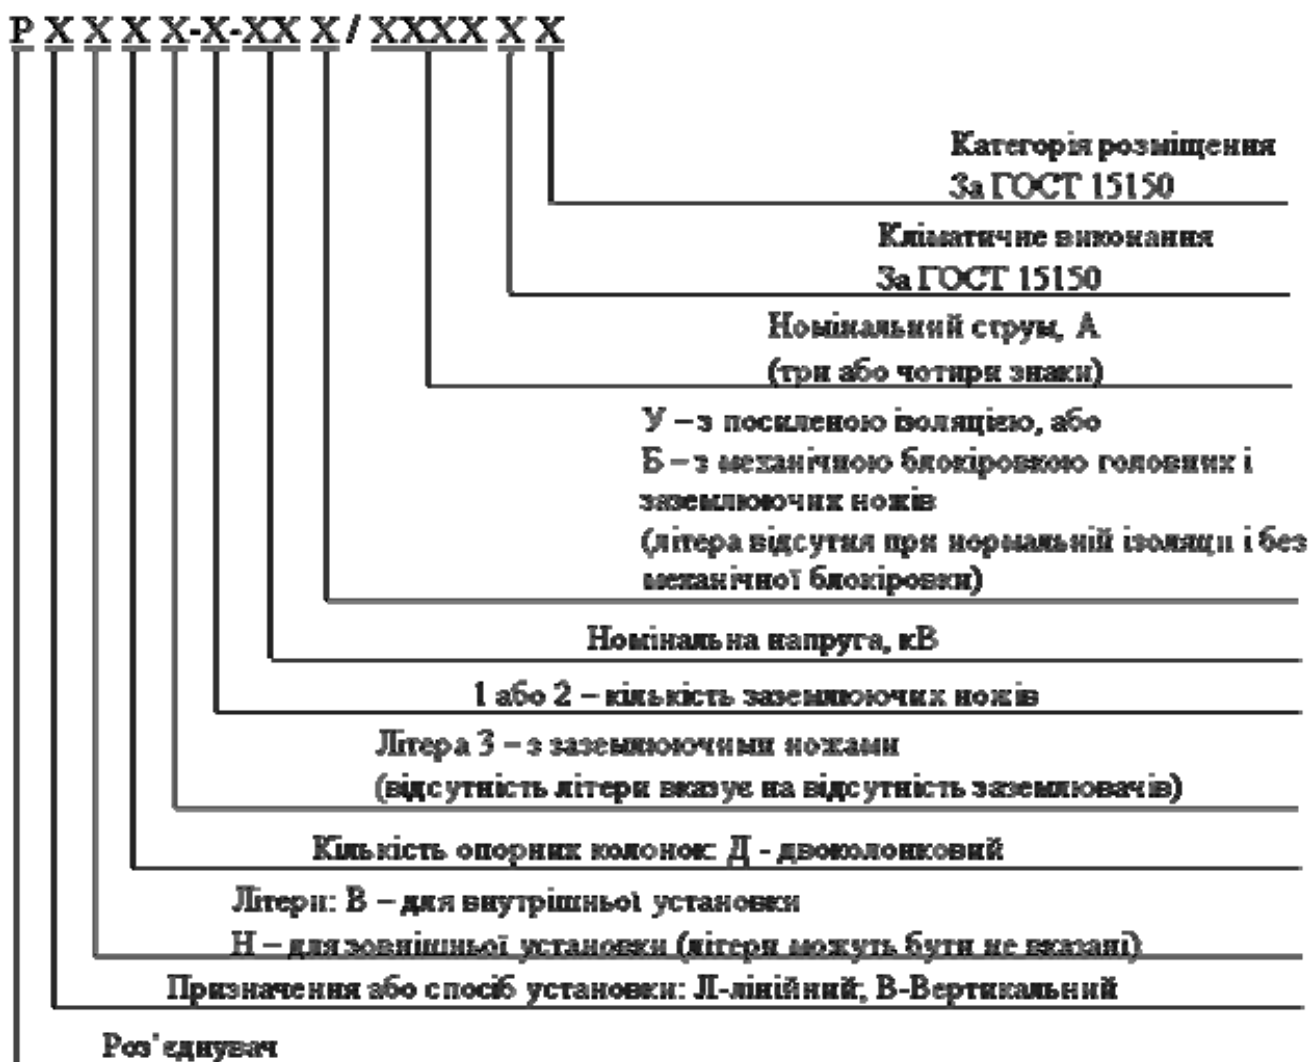 Р Х Х Х Х-Х-ХХ Х / ХХХХ Х Х
Категорія розміщення
За ГОСТ 15150
Кліматичне виконання
За ГОСТ 15150
Номінальний струм, А
(три або чотири знаки)
У – з посиленою ізоляцією, або
Б – з механічною блокіровкою головних і
заземлюючих ножів
(літера відсутня при нормальній ізоляци і без
механічної блокіровки)
Номінальна напруга, кВ
1 або 2 – кількість заземлюючих ножів
Літера З – з заземлюючими ножами
(відсутність літери вказує на відсутність заземлювачів)
Кількість опорних колонок: Д - двоколонковий
Літери: В – для внутрішньої установки
Н – для зовнішньої установки (літери можуть бути не вказані)
Призначення або спосіб установки: Л-лінійний; В-Вертикальний
Роз'єднувач